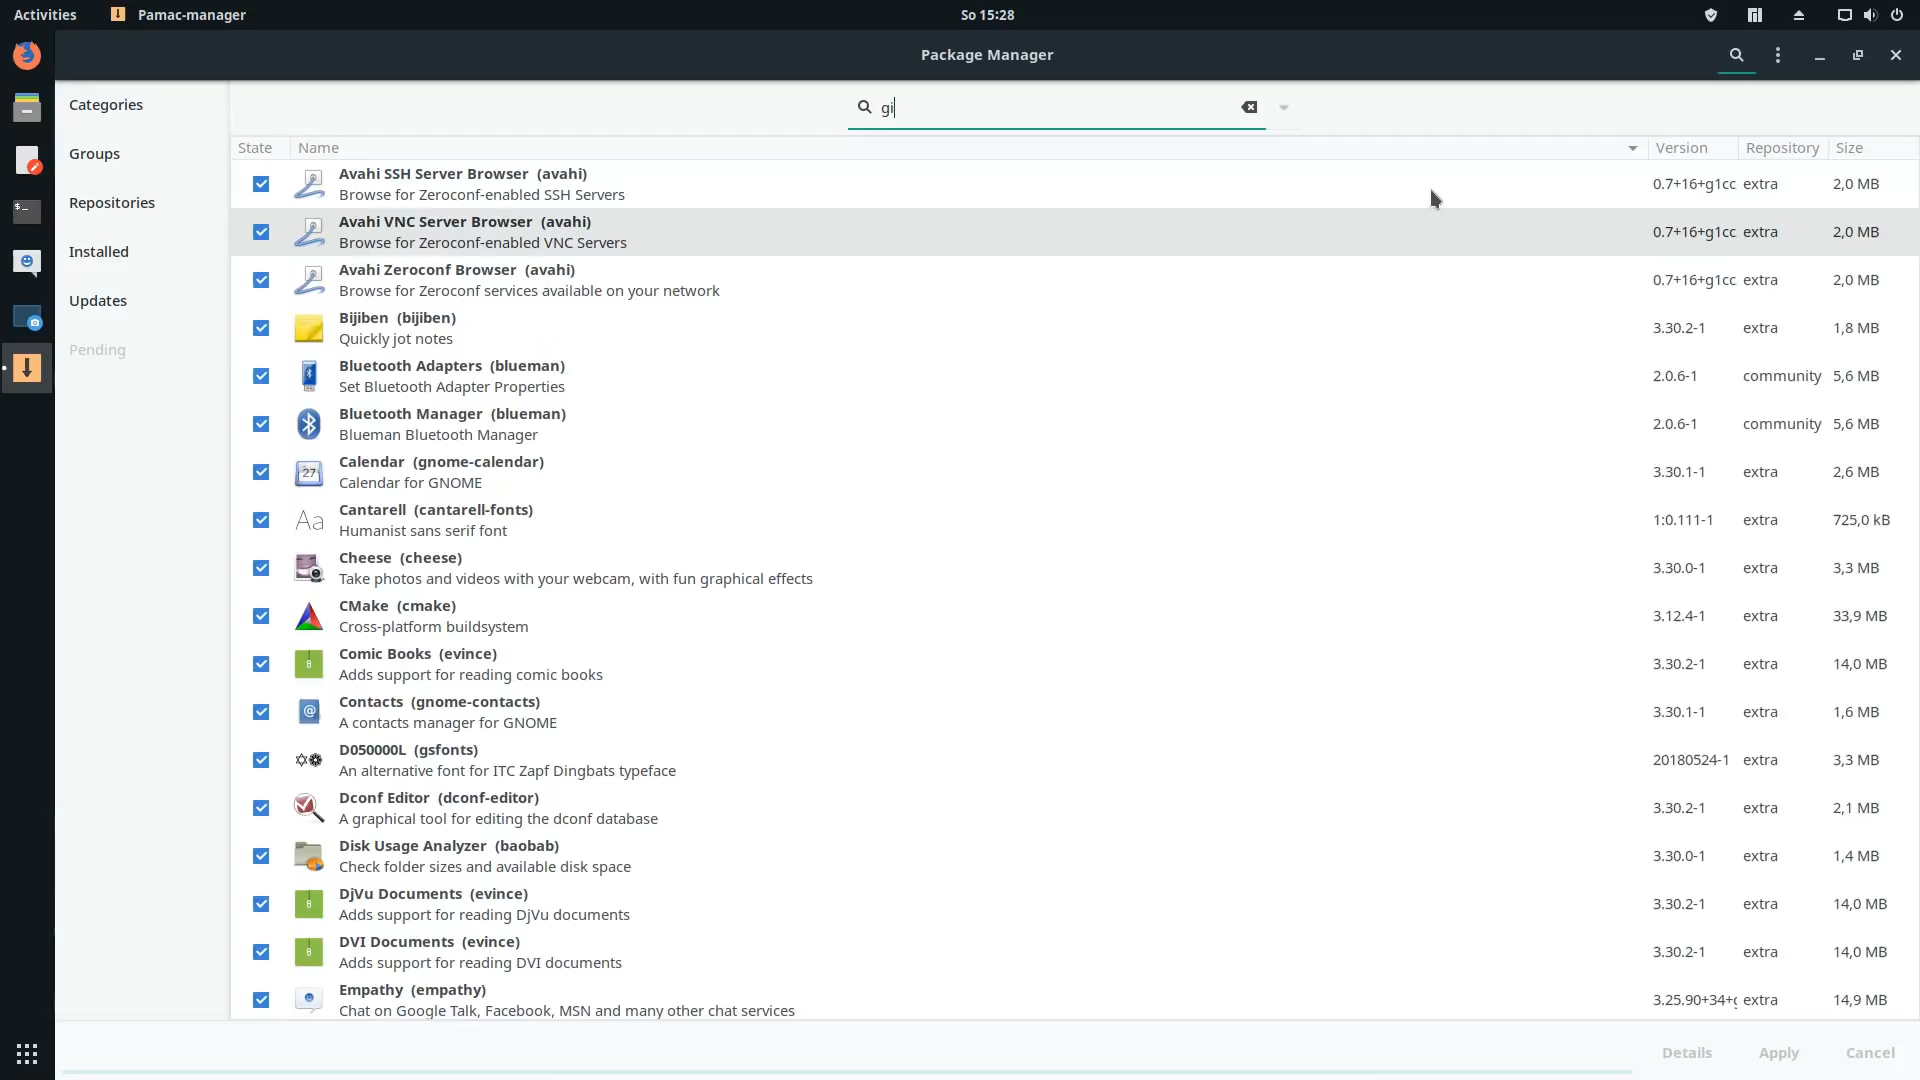 Activities
Pamac-manager
So 15:28
Package Manager
Categories
Groups
Repositories
Installed
Updates
Pending
gi
State Name Version Repository Size
Avahi SSH Server Browser (avahi)
Browse for Zeroconf-enabled SSH Servers
0.7+16+g1cc extra 2,0 MB
Avahi VNC Server Browser (avahi)
Browse for Zeroconf-enabled VNC Servers
0.7+16+g1cc extra 2,0 MB
Avahi Zeroconf Browser (avahi)
Browse for Zeroconf services available on your network
0.7+16+g1cc extra 2,0 MB
Bijiben (bijiben)
Quickly jot notes
3.30.2-1 extra 1,8 MB
Bluetooth Adapters (blueman)
Set Bluetooth Adapter Properties
2.0.6-1 community 5,6 MB
Bluetooth Manager (blueman)
Blueman Bluetooth Manager
2.0.6-1 community 5,6 MB
27
Calendar (gnome-calendar)
Calendar for GNOME
3.30.1-1 extra 2,6 MB
Aa
Cantarell (cantarell-fonts)
Humanist sans serif font
1:0.111-1 extra 725,0 kB
Cheese (cheese)
Take photos and videos with your webcam, with fun graphical effects
3.30.0-1 extra 3,3 MB
CMake (cmake)
Cross-platform buildsystem
3.12.4-1 extra 33,9 MB
Comic Books (evince)
Adds support for reading comic books
3.30.2-1 extra 14,0 MB
@
Contacts (gnome-contacts)
A contacts manager for GNOME
3.30.1-1 extra 1,6 MB
D050000L (gsfonts)
An alternative font for ITC Zapf Dingbats typeface
20180524-1 extra 3,3 MB
Dconf Editor (dconf-editor)
A graphical tool for editing the dconf database
3.30.2-1 extra 2,1 MB
Disk Usage Analyzer (baobab)
Check folder sizes and available disk space
3.30.0-1 extra 1,4 MB
DjVu Documents (evince)
Adds support for reading DjVu documents
3.30.2-1 extra 14,0 MB
DVI Documents (evince)
Adds support for reading DVI documents
3.30.2-1 extra 14,0 MB
Empathy (empathy)
Chat on Google Talk, Facebook, MSN and many other chat services
3.25.90+34+g extra 14,9 MB
Details Apply Cancel